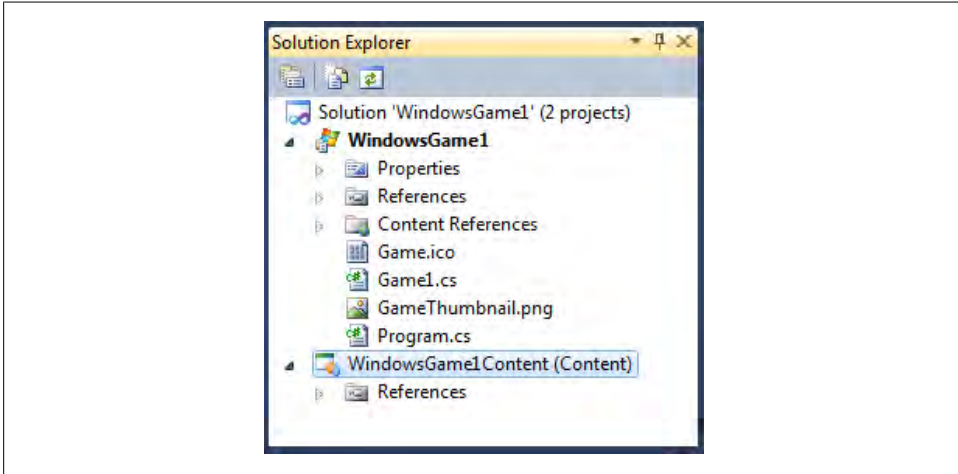 Solution Explorer
Solution 'WindowsGame1' (2 projects)
WindowsGame1
Properties
References
Content References
Game.ico
Game1.cs
GameThumbnail.png
Program.cs
WindowsGame1Content (Content)
References